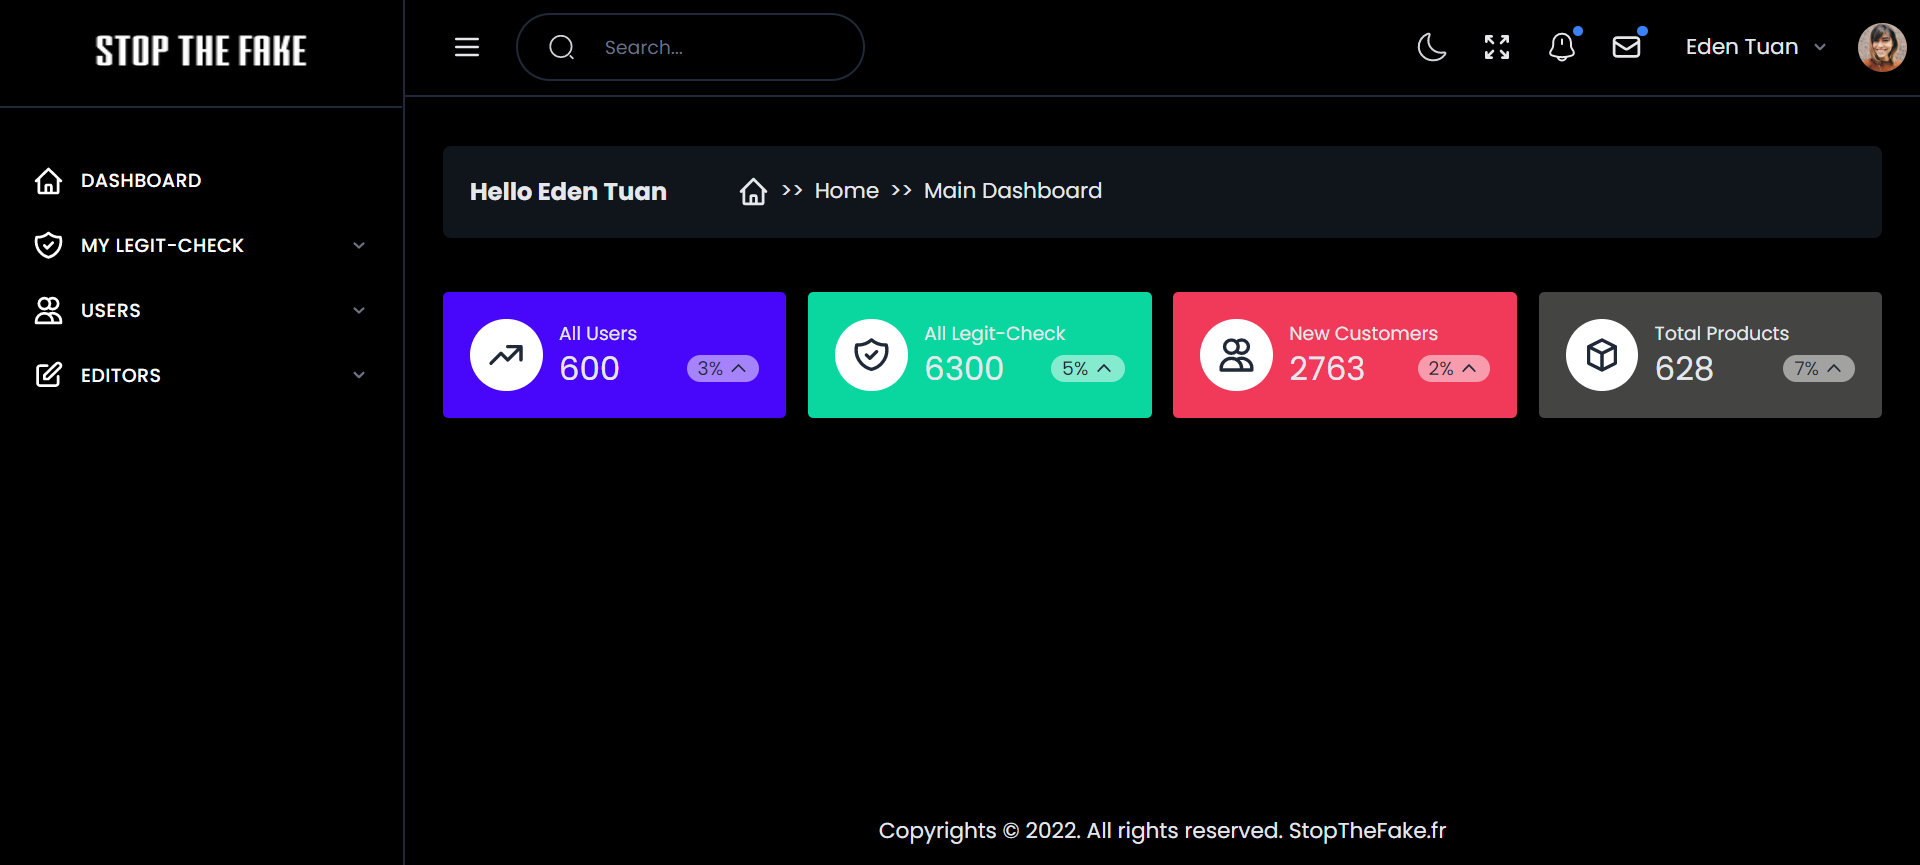 STOP THE FAKE
Search...
Eden Tuan
DASHBOARD
MY LEGIT-CHECK
USERS
EDITORS
Hello Eden Tuan
>> Home >> Main Dashboard
All Users
600
3%
All Legit-Check
6300
5%
New Customers
2763
2%
Total Products
628
7%
Copyrights © 2022. All rights reserved. StopTheFake.fr